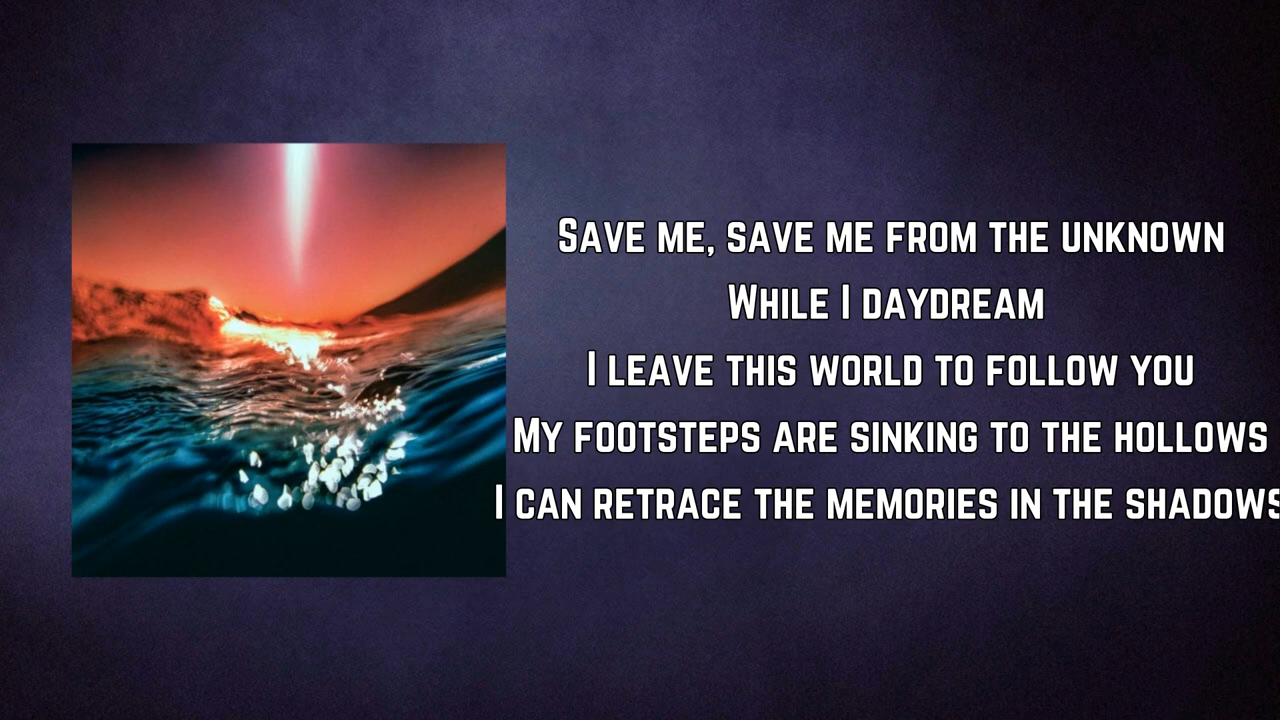 Save me, save me from the unknown
While I daydream
I leave this world to follow you
My footsteps are sinking to the hollows
I can retrace the memories in the shadows